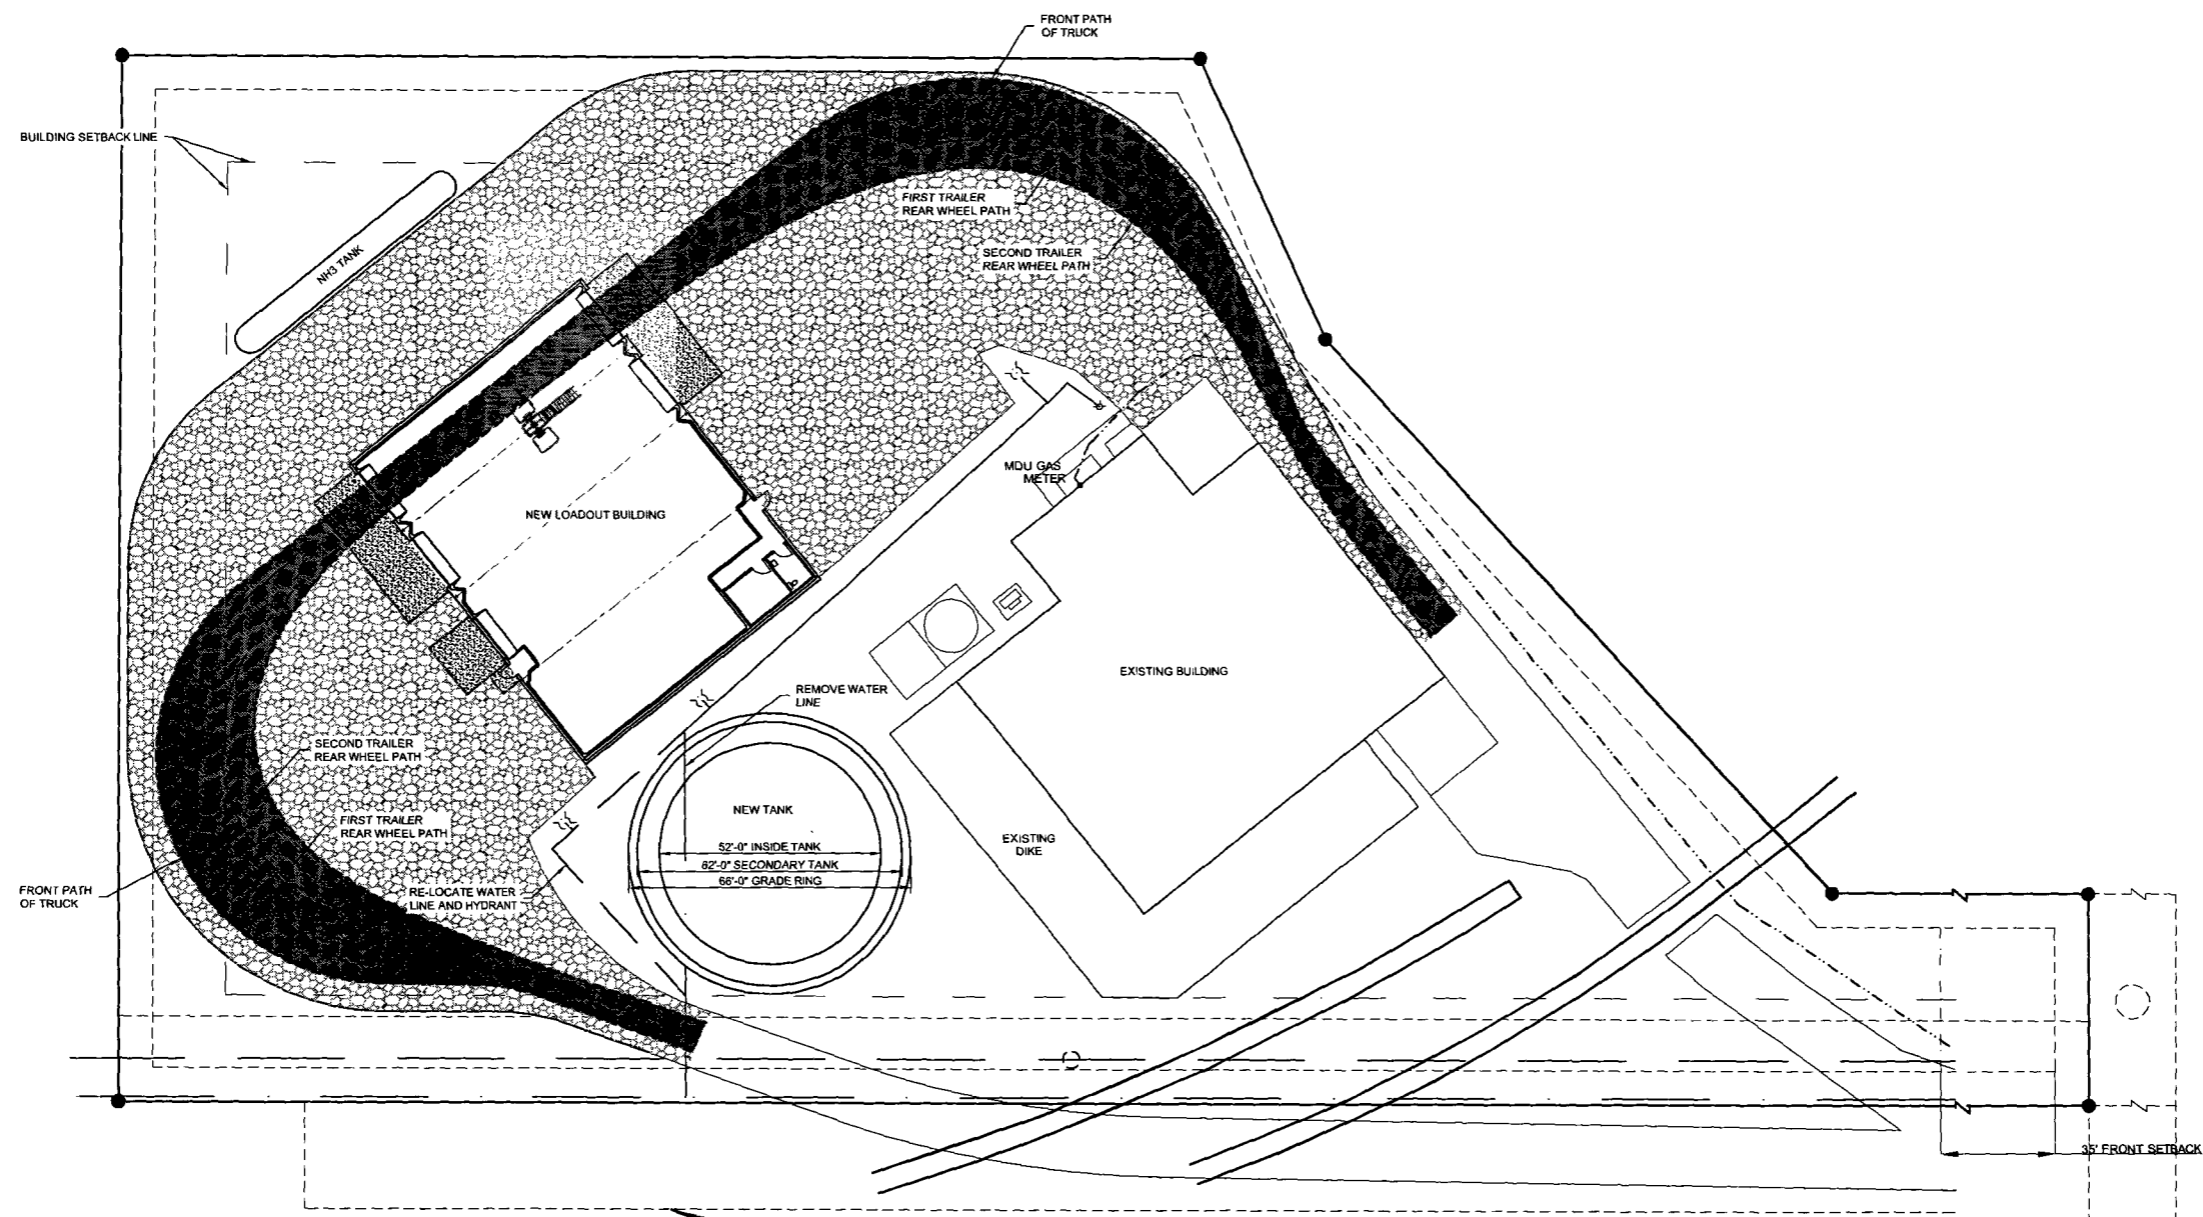 FRONT PATH
OF TRUCK
BUILDING SETBACK LINE
FIRST TRAILER
REAR WHEEL PATH
SECOND TRAILER
REAR WHEEL PATH
NH3 TANK
MDU GAS
METER
NEW LOADOUT BUILDING
EXISTING BUILDING
REMOVE WATER
LINE
SECOND TRAILER
REAR WHEEL PATH
NEW TANK
FIRST TRAILER
REAR WHEEL PATH
EXISTING
DIKE
52'-0" INSIDE TANK
62'-0" SECONDARY TANK
66'-0" GRADE RING
FRONT PATH
OF TRUCK
RE-LOCATE WATER
LINE AND HYDRANT
35' FRONT SETBACK